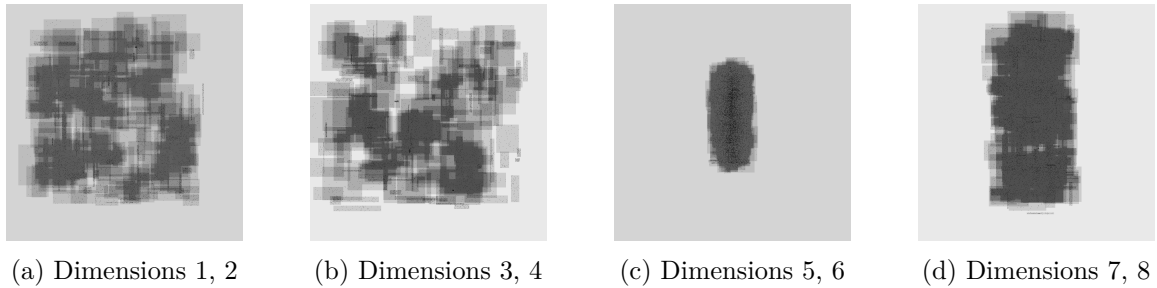 (a) Dimensions 1, 2
(b) Dimensions 3, 4
(c) Dimensions 5, 6
(d) Dimensions 7, 8